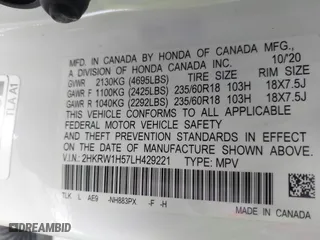 MFD. IN CANADA BY HONDA OF CANADA MFG.,
A DIVISION OF HONDA CANADA INC. 10/'20
GVWR 2130KG (4695LBS) TIRE SIZE RIM SIZE
GAWR F 1100KG (2425LBS) 235/60R18 103H 18X7.5J
GAWR R 1040KG (2292LBS) 235/60R18 103H 18X7.5J
THIS VEHICLE CONFORMS TO ALL APPLICABLE
FEDERAL MOTOR VEHICLE SAFETY AND
THEFT PREVENTION STANDARDS IN EFFECT
ON THE DATE OF MANUFACTURE SHOWN ABOVE.
V.I.N.: 2HKRW1H57LH429221 TYPE: MPV
TLK L AE9 -NH883PX -F -H
DREAMBID